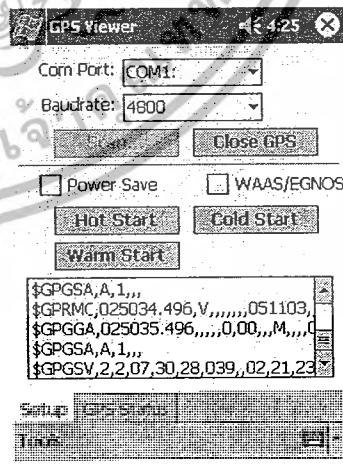 GPS Viewer 4:25
Com Port: COM1:
Baudrate: 4800
Scan Close GPS
Power Save WAAS/EGNOS
Hot Start Cold Start
Warm Start
$GPGSA,A,1,,,
$GPRMC,025034.496,V,,,,,,,051103,
$GPGGA,025035.496,,,,,0,00,,,M,,,,0
$GPGSA,A,1,,,
$GPGSV,2,2,07,30,28,039,,02,21,23
Setup GPS Status
Tools